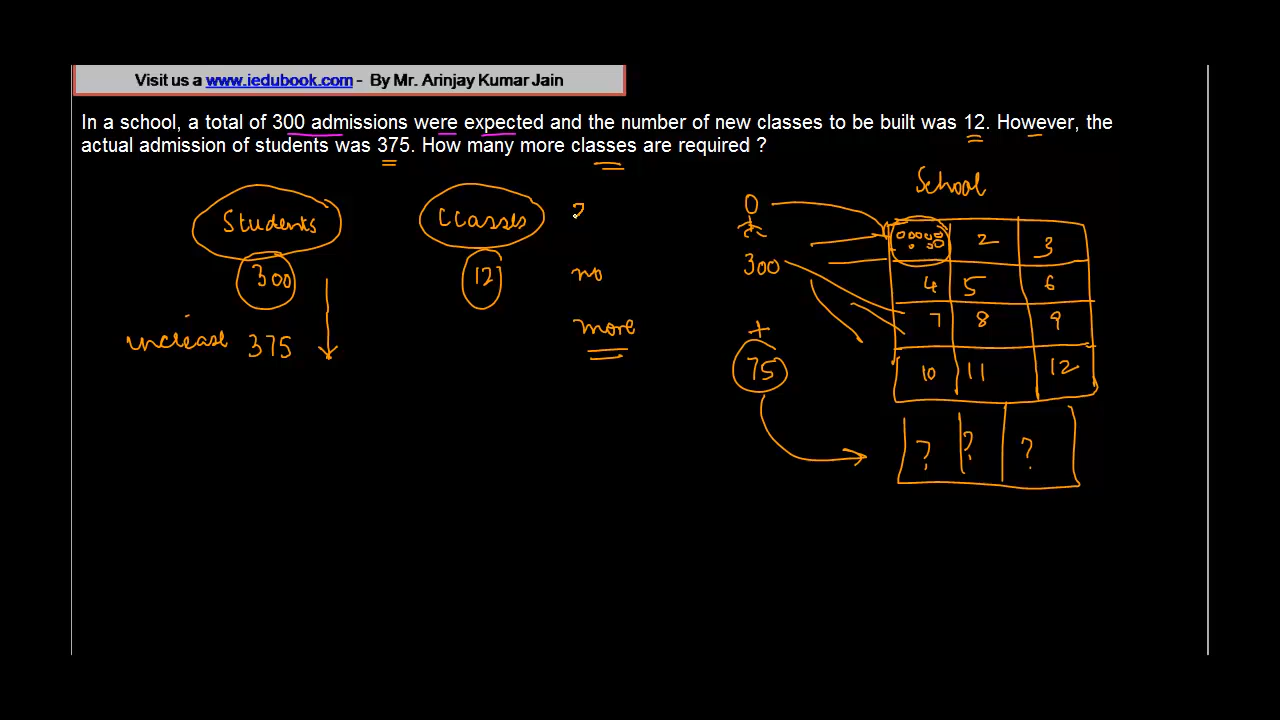 Visit us a www.iedubook.com - By Mr. Arinjay Kumar Jain
In a school, a total of 300 admissions were expected and the number of new classes to be built was 12. However, the
actual admission of students was 375. How many more classes are required ?
School
Students Classes ?
300 12 no
increase 375 more
0
300
+
75
2 3
4 5 6
7 8 9
10 11 12
? ? ?